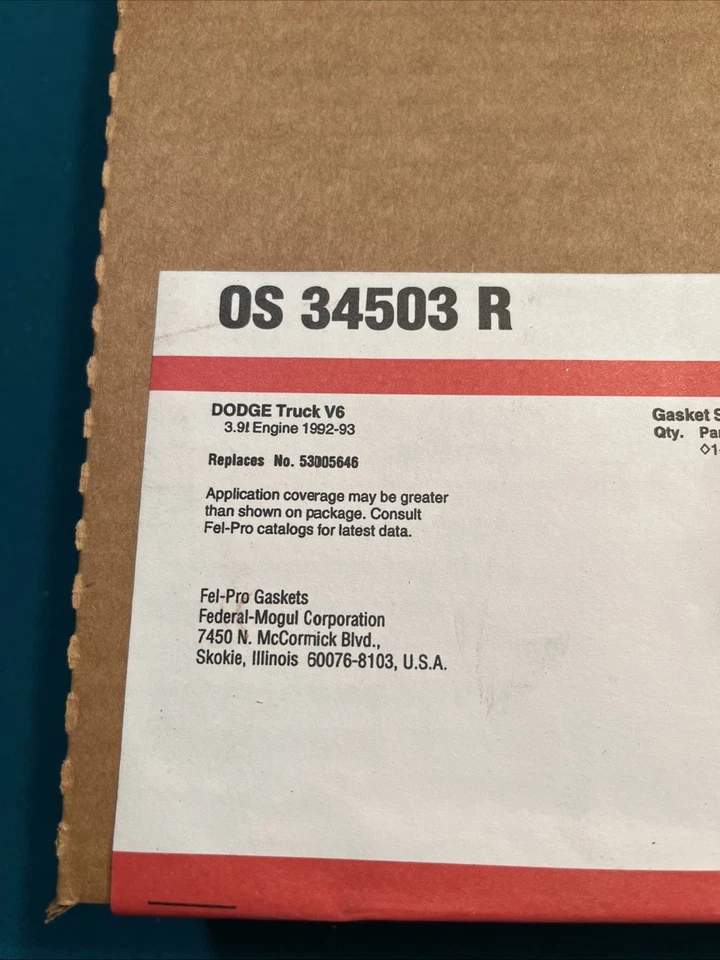 OS 34503 R
DODGE Truck V6
3.9l Engine 1992-93
Replaces No. 53005646
Application coverage may be greater
than shown on package. Consult
Fel-Pro catalogs for latest data.
Fel-Pro Gaskets
Federal-Mogul Corporation
7450 N. McCormick Blvd.,
Skokie, Illinois 60076-8103, U.S.A.
Gasket
Qty.